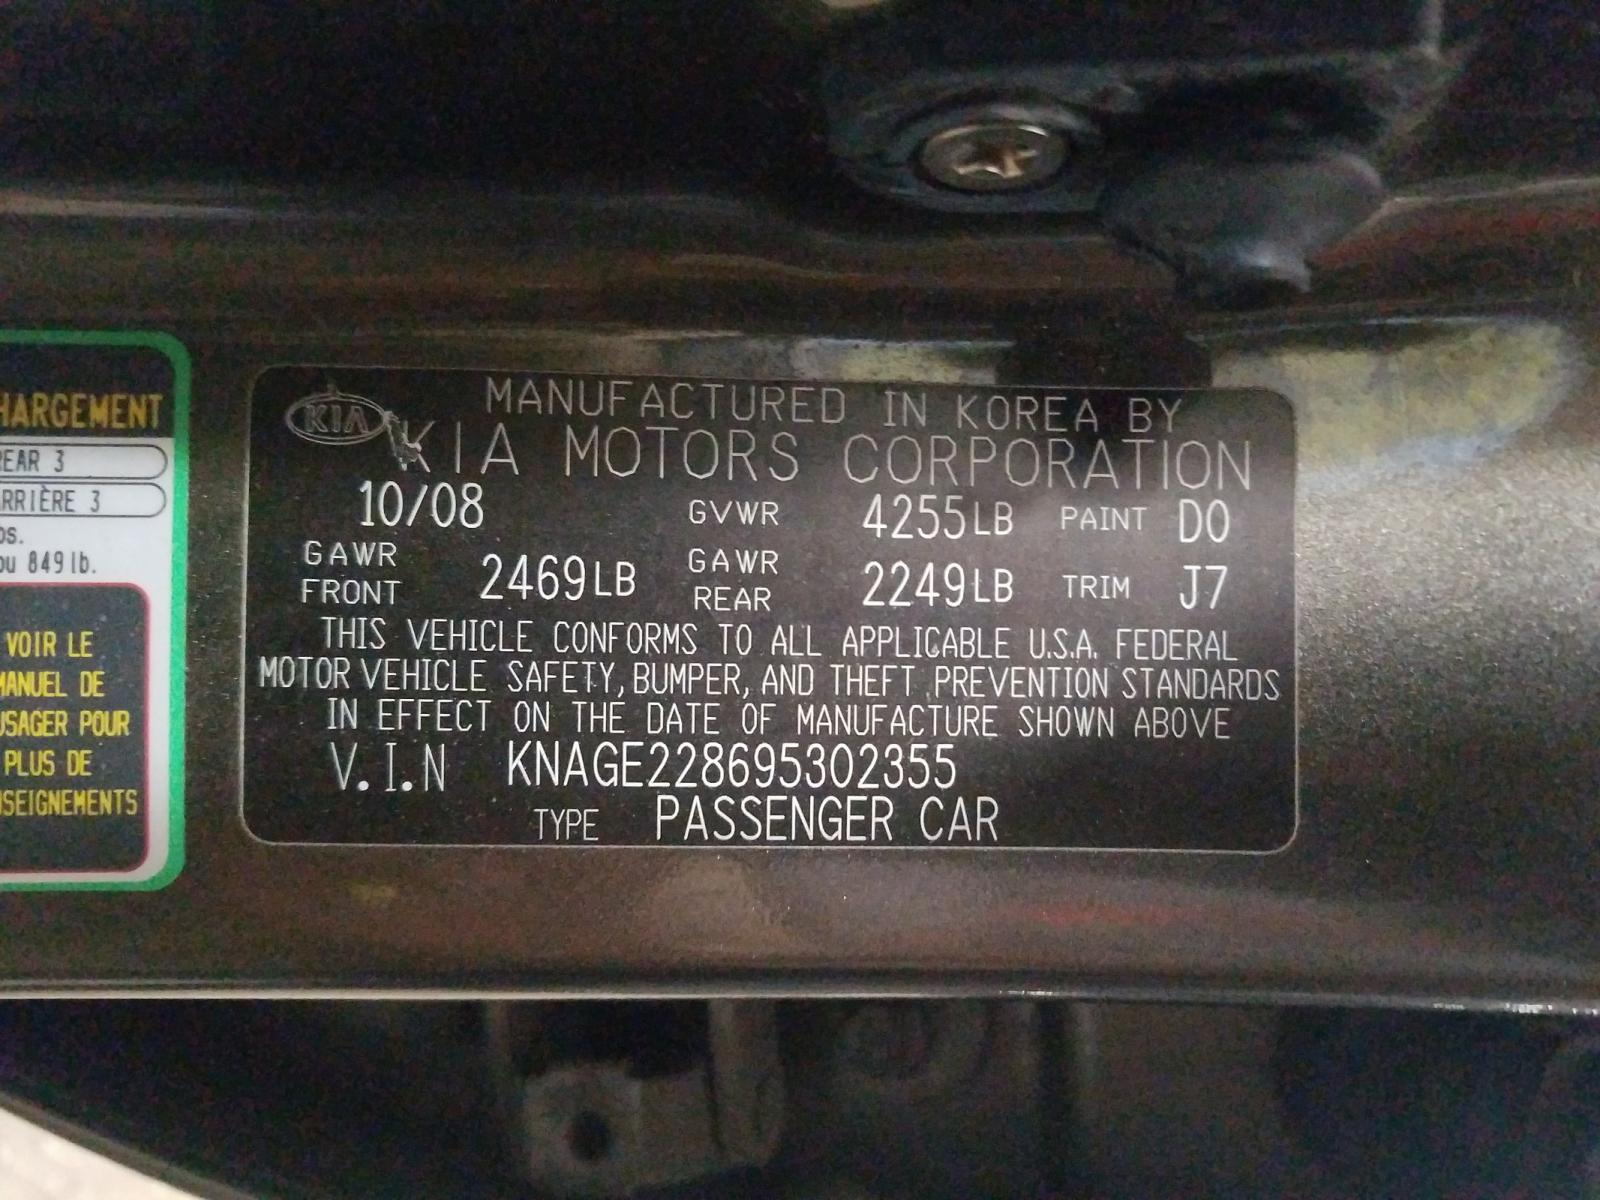 HARGEMENT
REAR 3
ARRIÈRE 3
ou 849 lb.
VOIR LE
MANUEL DE
USAGER POUR
PLUS DE
SEIGNEMENTS
KIA
MANUFACTURED IN KOREA BY
KIA MOTORS CORPORATION
10/08 GVWR 4255LB PAINT D0
GAWR FRONT 2469LB GAWR REAR 2249LB TRIM J7
THIS VEHICLE CONFORMS TO ALL APPLICABLE U.S.A. FEDERAL
MOTOR VEHICLE SAFETY, BUMPER, AND THEFT PREVENTION STANDARDS
IN EFFECT ON THE DATE OF MANUFACTURE SHOWN ABOVE
V.I.N KNAGE228695302355
TYPE PASSENGER CAR